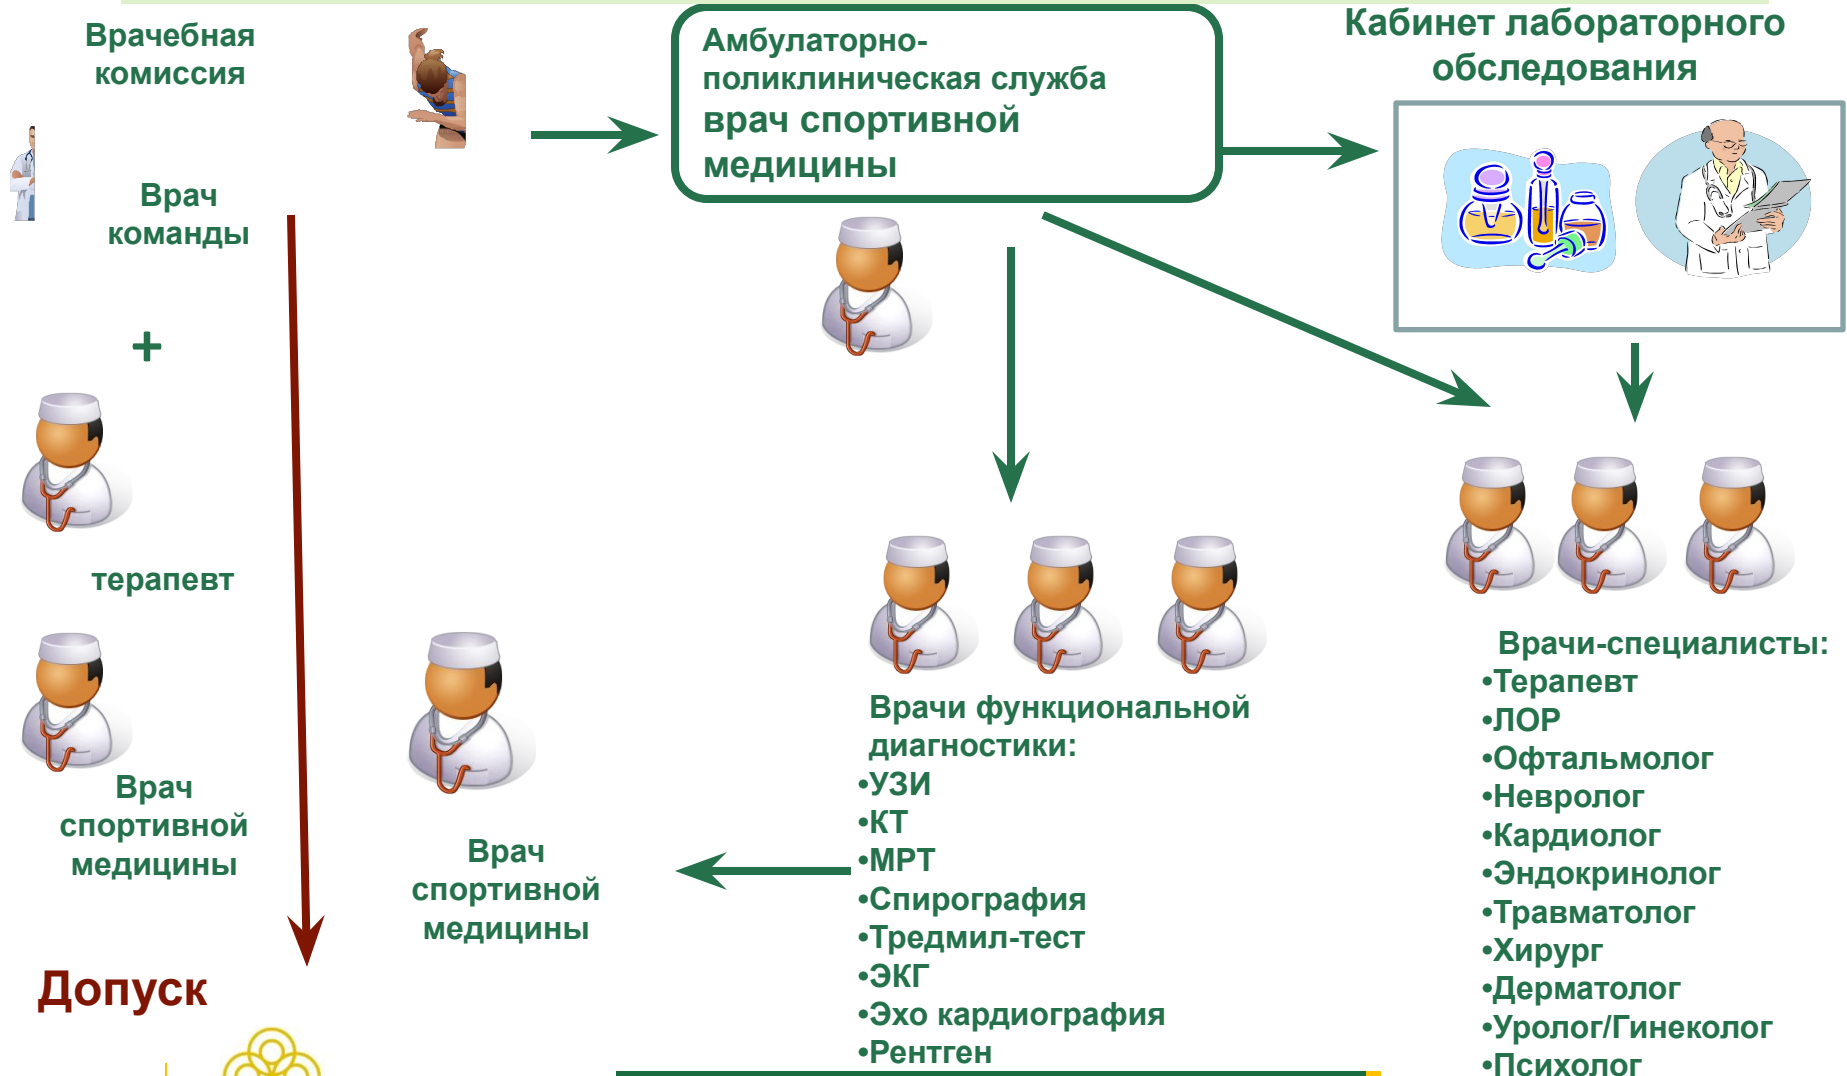 Врачебная
комиссия
Врач
команды
+
терапевт
Врач
спортивной
медицины
Допуск
Амбулаторно-
поликлиническая служба
врач спортивной
медицины
Кабинет лабораторного
обследования
Врач
спортивной
медицины
Врачи функциональной
диагностики:
•УЗИ
•КТ
•МРТ
•Спирография
•Тредмил-тест
•ЭКГ
•Эхо кардиография
•Рентген
Врачи-специалисты:
•Терапевт
•ЛОР
•Офтальмолог
•Невролог
•Кардиолог
•Эндокринолог
•Травматолог
•Хирург
•Дерматолог
•Уролог/Гинеколог
•Психолог